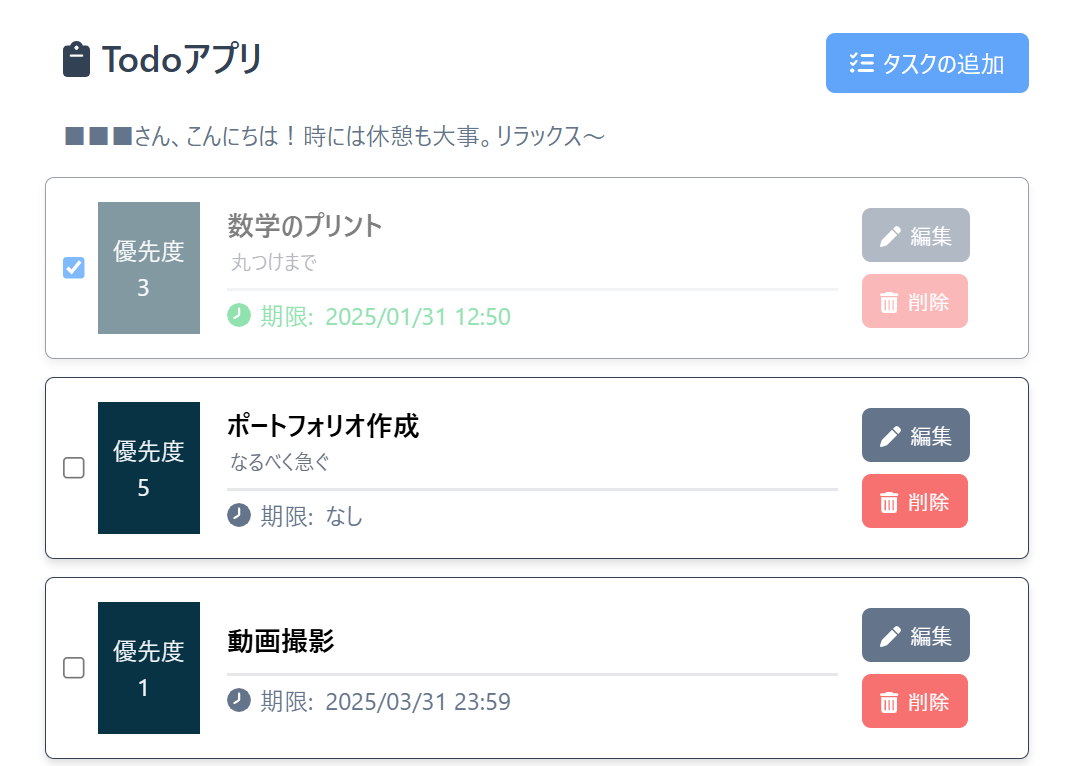 Todoアプリ
タスクの追加
■■■さん、こんにちは！時には休憩も大事。リラックス～
優先度
3
数学のプリント
丸つけまで
期限: 2025/01/31 12:50
編集
削除
優先度
5
ポートフォリオ作成
なるべく急ぐ
期限: なし
編集
削除
優先度
1
動画撮影
期限: 2025/03/31 23:59
編集
削除